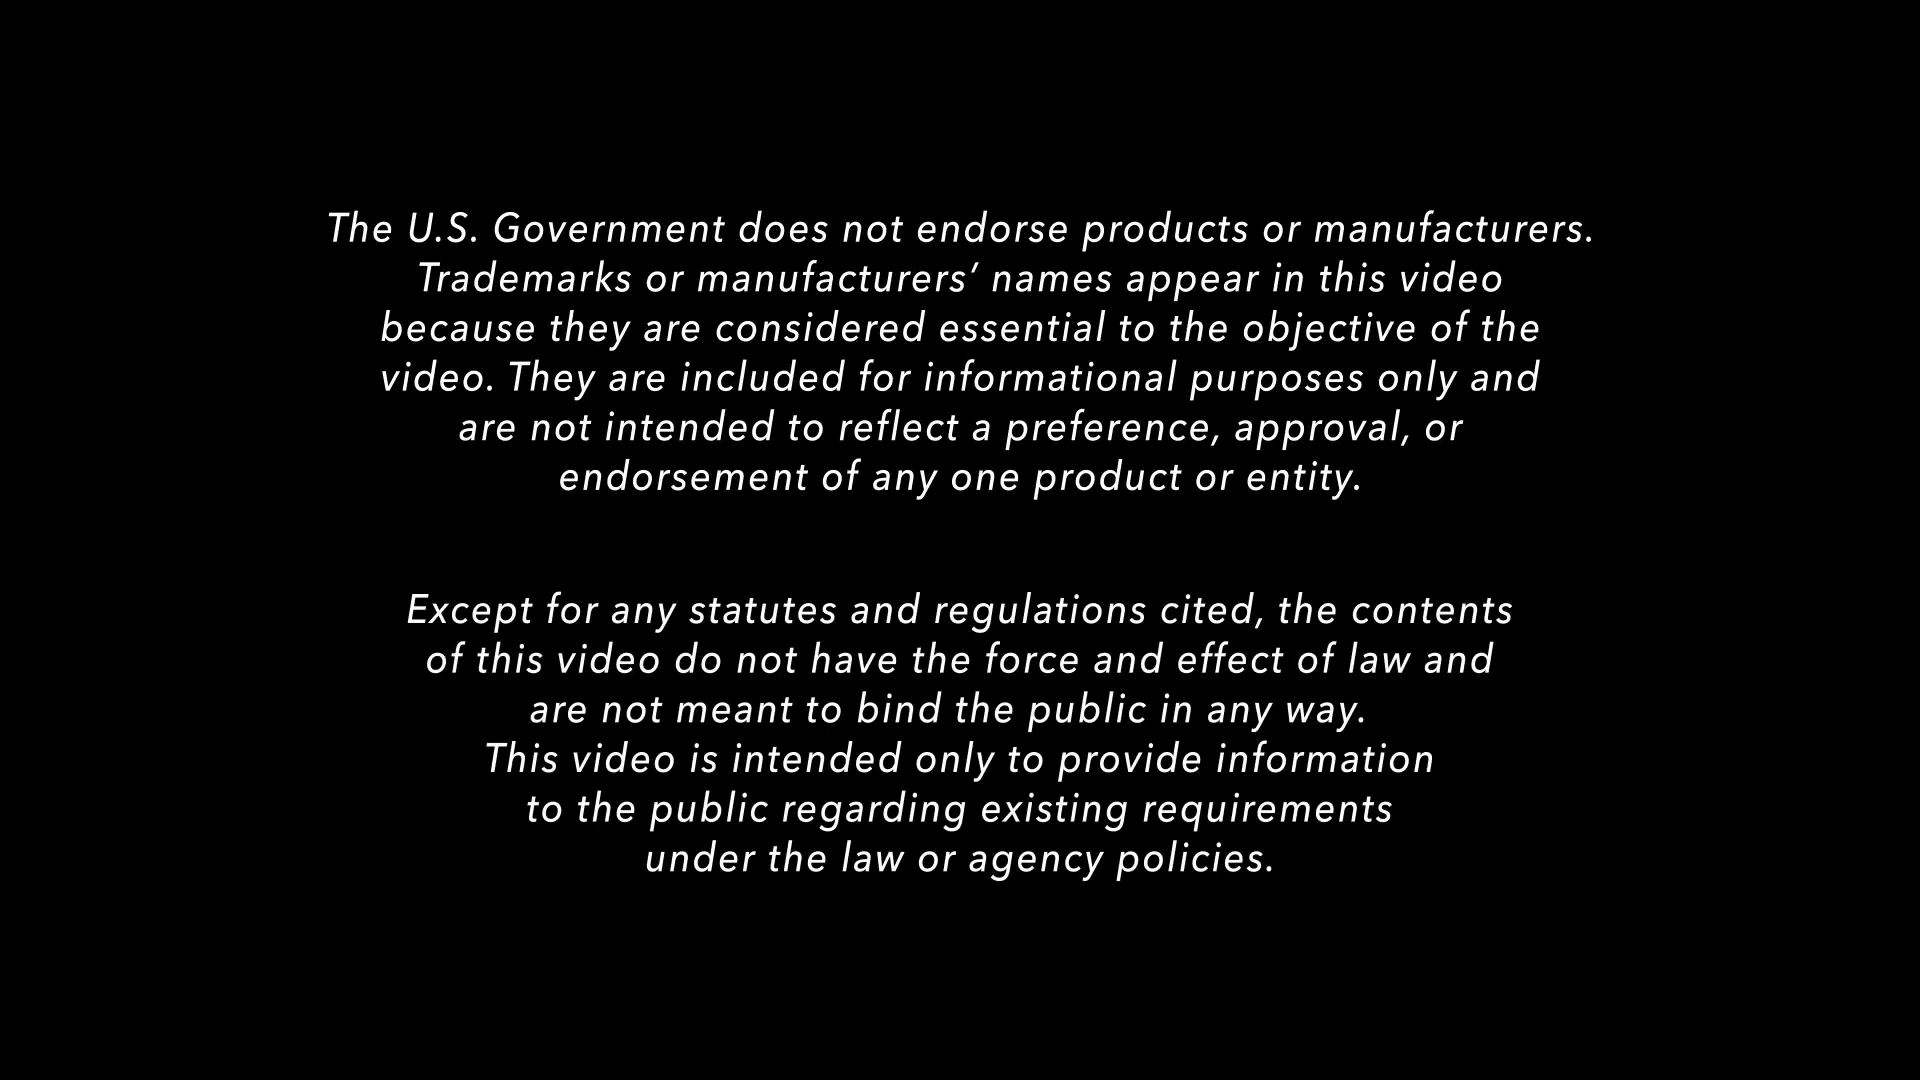 The U.S. Government does not endorse products or manufacturers.
Trademarks or manufacturers’ names appear in this video
because they are considered essential to the objective of the
video. They are included for informational purposes only and
are not intended to reflect a preference, approval, or
endorsement of any one product or entity.
Except for any statutes and regulations cited, the contents
of this video do not have the force and effect of law and
are not meant to bind the public in any way.
This video is intended only to provide information
to the public regarding existing requirements
under the law or agency policies.